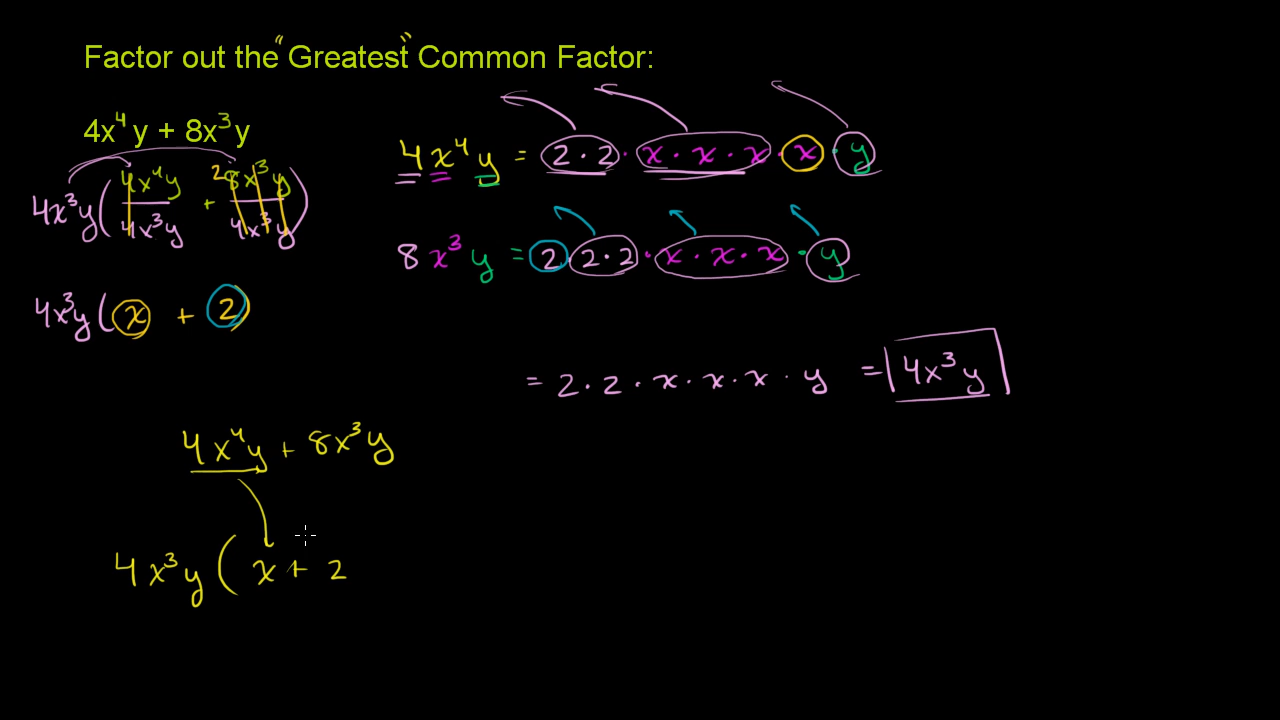 Factor out the "Greatest" Common Factor:
4x⁴y + 8x³y
4x⁴y = 2 · 2 · x · x · x · x · y
4x³y ( 4x⁴y/4x³y + 2 8x³y/4x³y )
8x³y = 2 · 2 · 2 · x · x · x · y
4x³y ( x + 2 )
= 2 · 2 · x · x · x · y = 4x³y
4x⁴y + 8x³y
4x³y ( x + 2